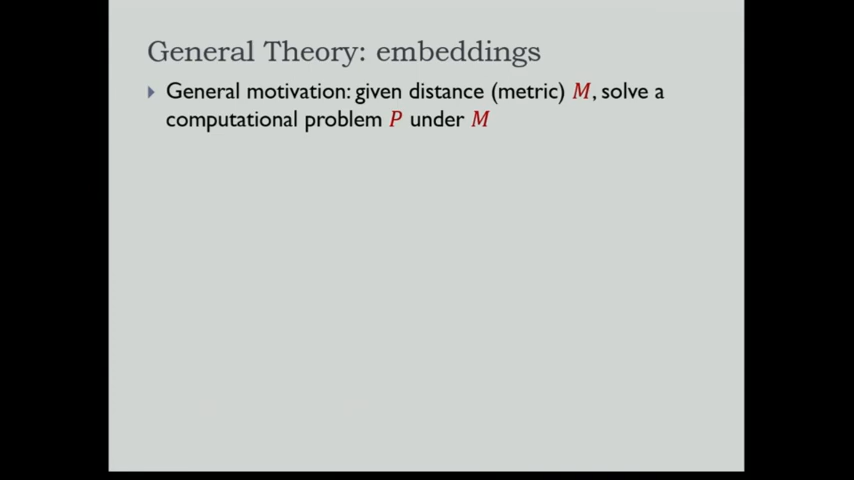 General Theory: embeddings
General motivation: given distance (metric) M, solve a
computational problem P under M